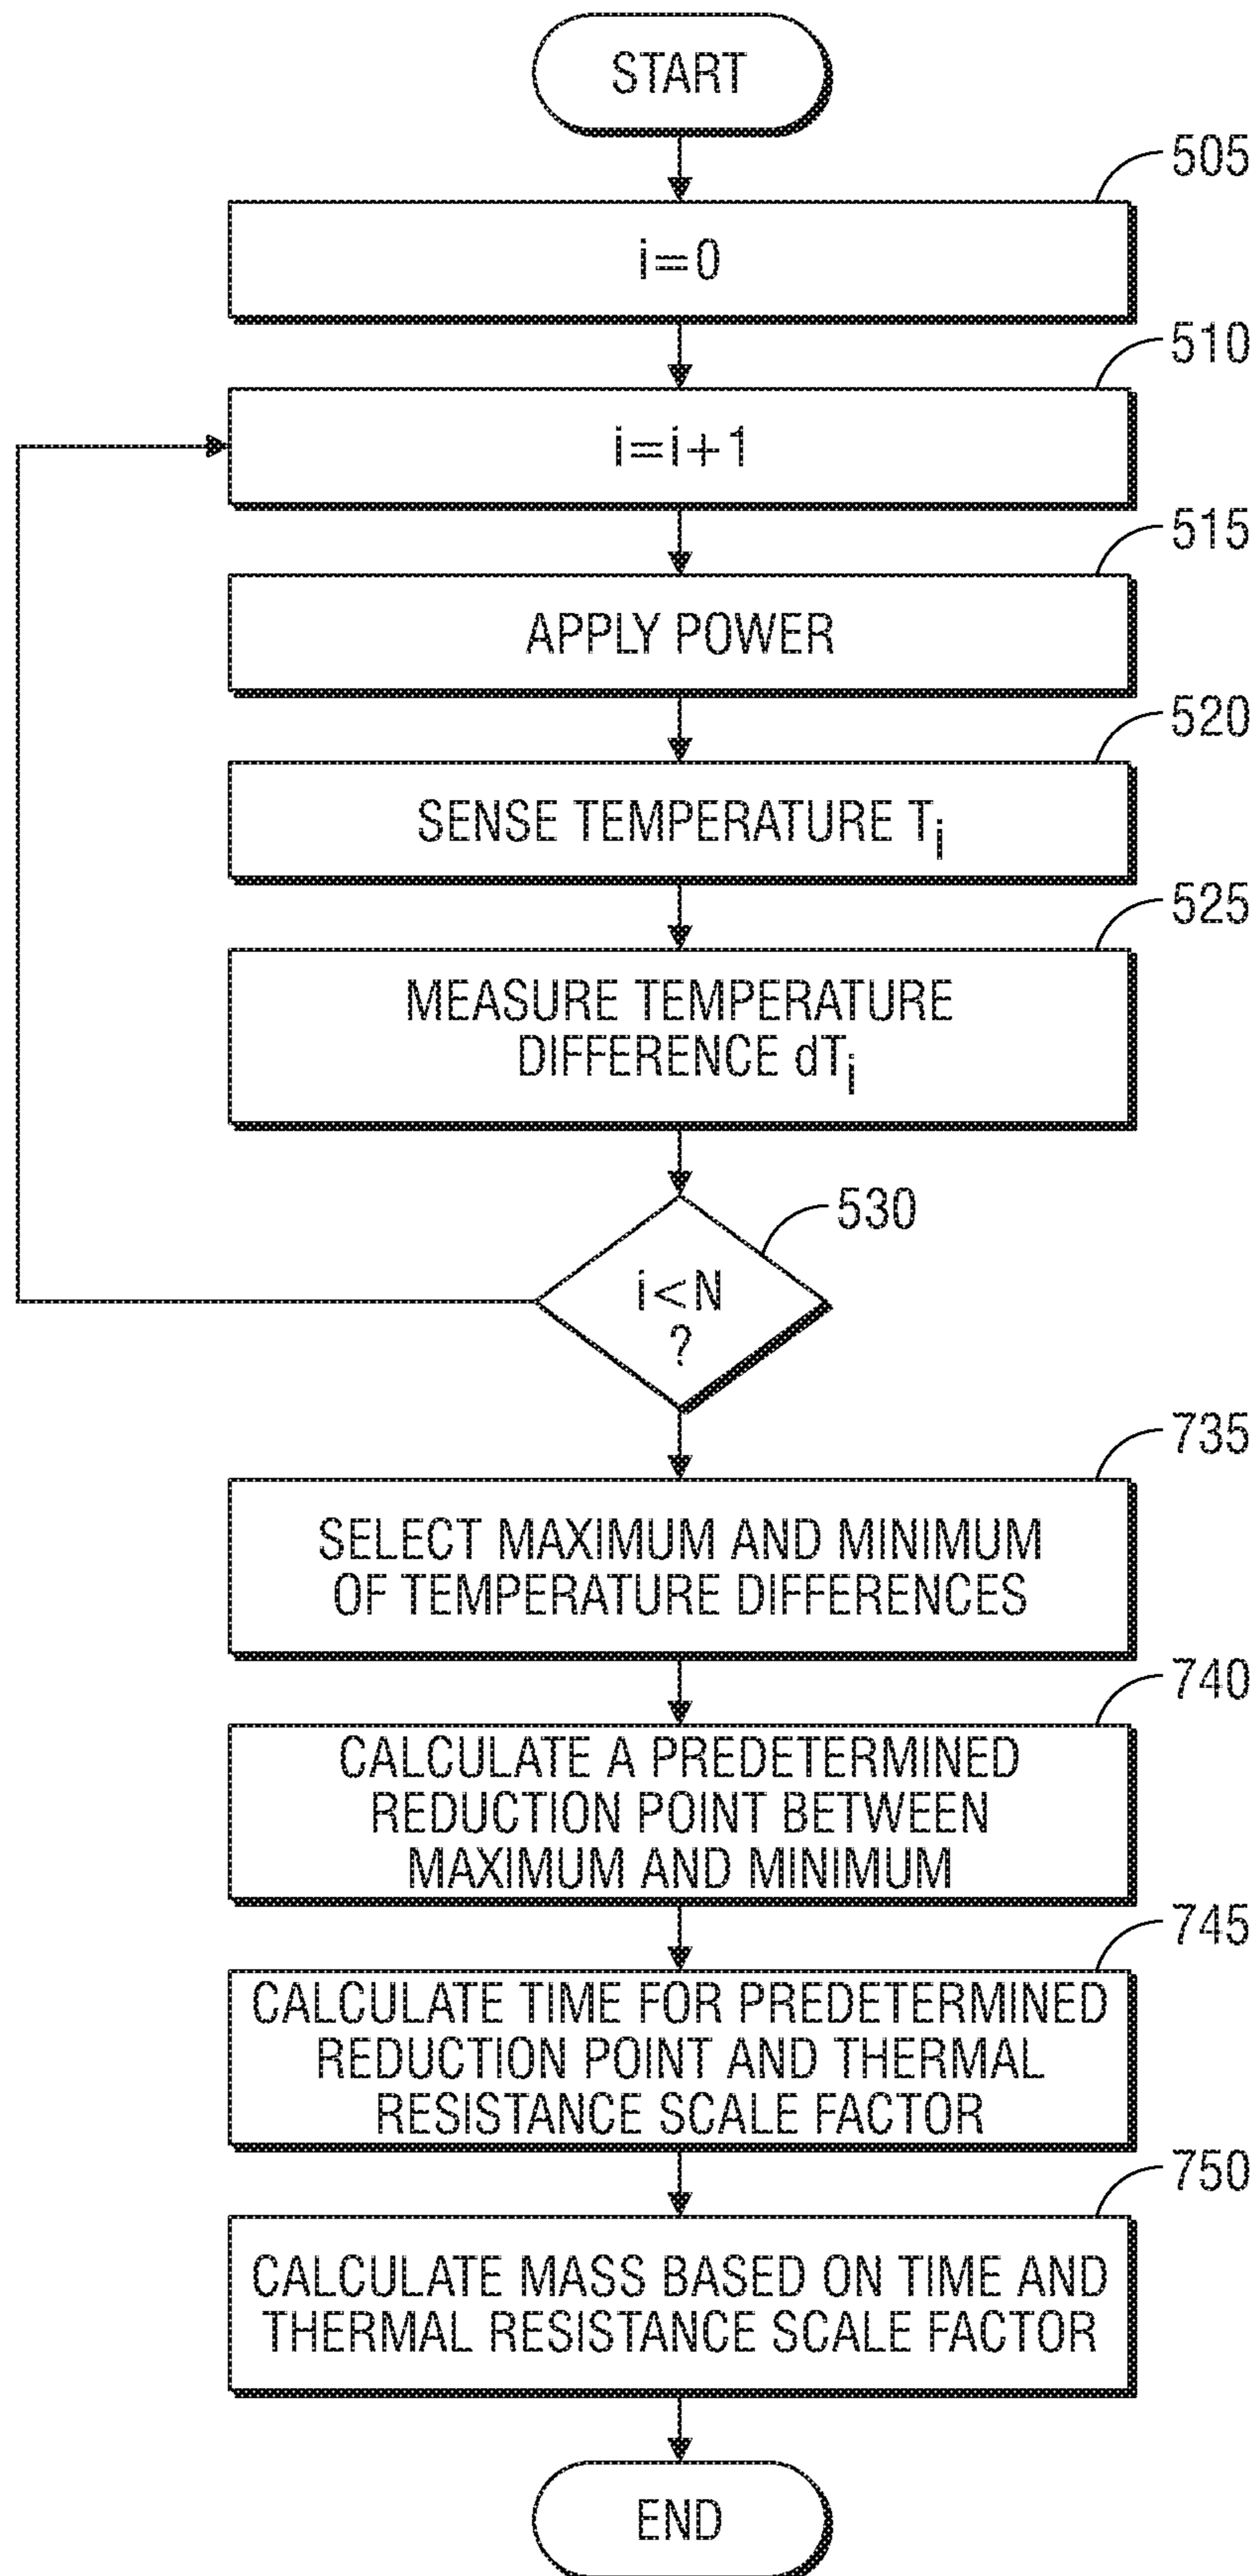 START
505
i=0
510
i=i+1
515
APPLY POWER
520
SENSE TEMPERATURE Ti
525
MEASURE TEMPERATURE
DIFFERENCE dTi
530
i<N
?
735
SELECT MAXIMUM AND MINIMUM
OF TEMPERATURE DIFFERENCES
740
CALCULATE A PREDETERMINED
REDUCTION POINT BETWEEN
MAXIMUM AND MINIMUM
745
CALCULATE TIME FOR PREDETERMINED
REDUCTION POINT AND THERMAL
RESISTANCE SCALE FACTOR
750
CALCULATE MASS BASED ON TIME AND
THERMAL RESISTANCE SCALE FACTOR
END